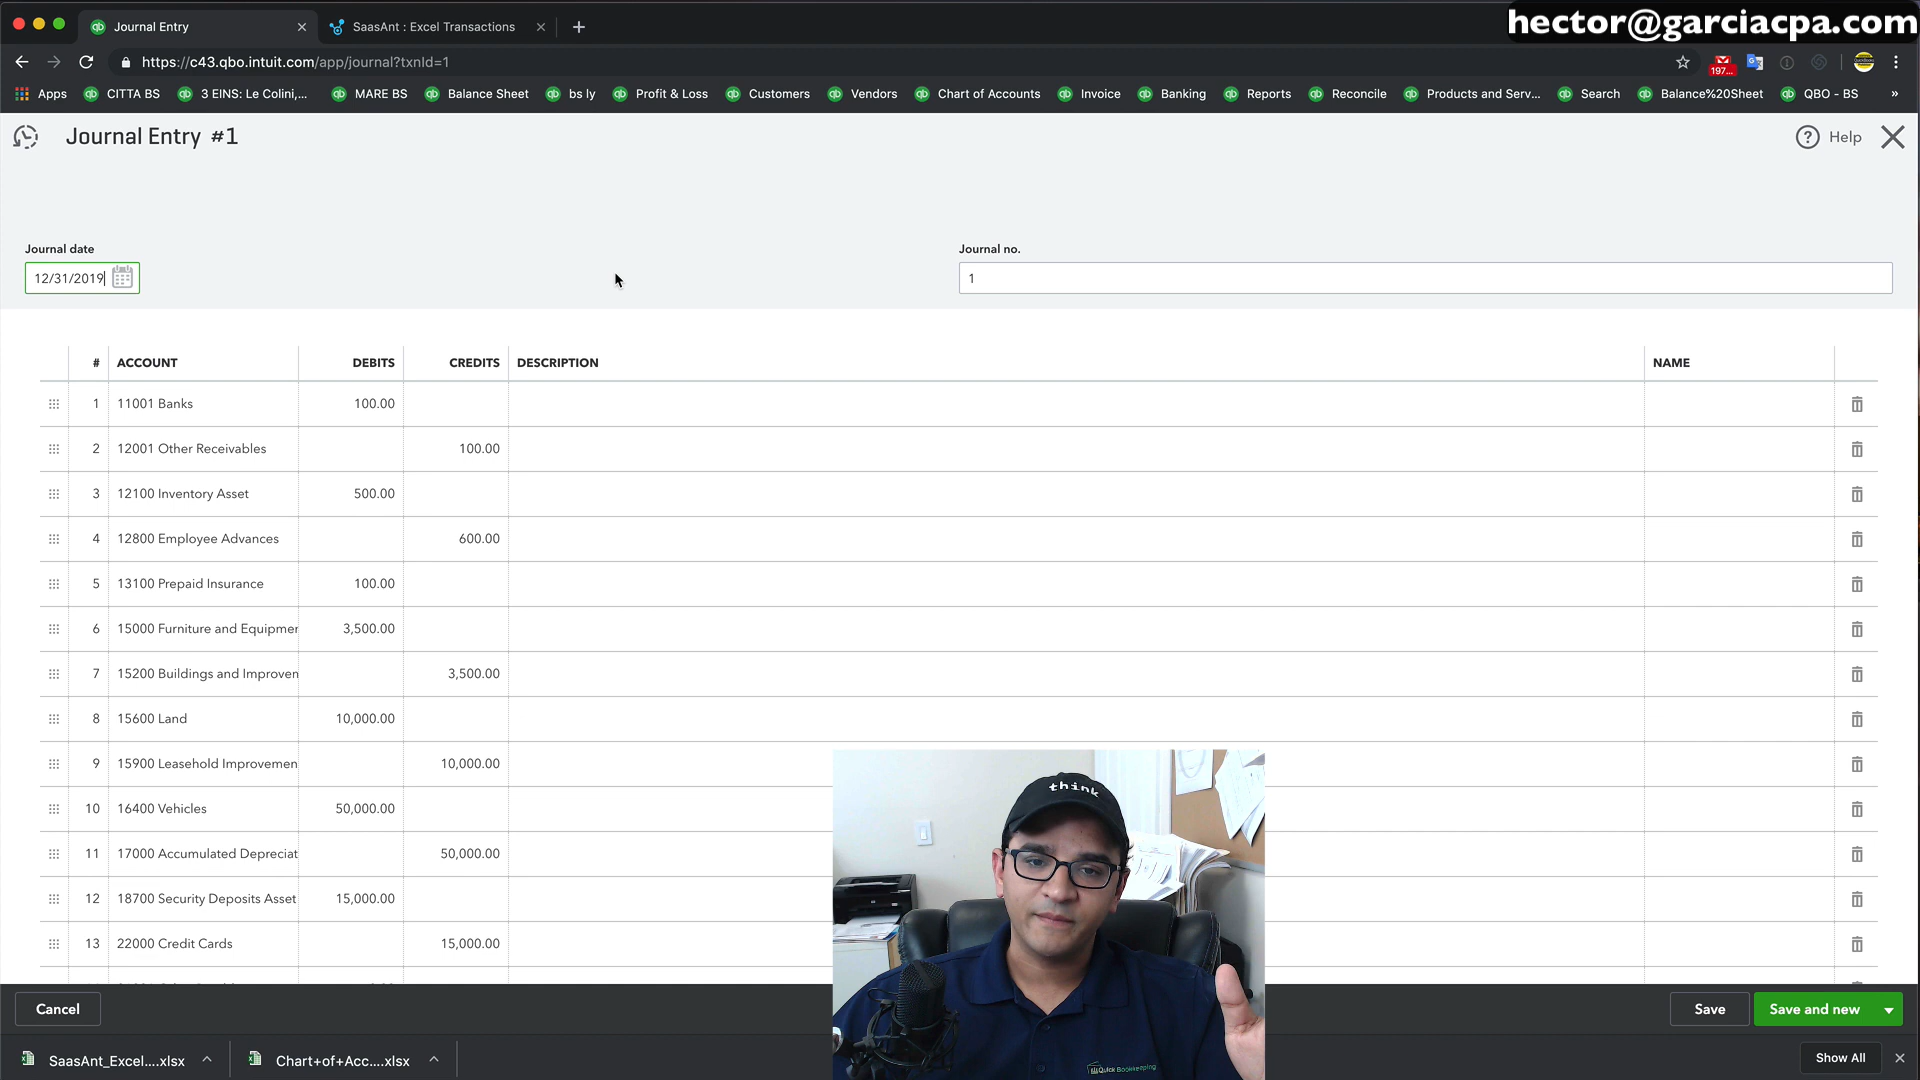 hector@garciacpa.com
Journal Entry
SaasAnt : Excel Transactions
https://c43.qbo.intuit.com/app/journal?txnId=1
197...
Apps
CITTA BS
3 EINS: Le Colini,...
MARE BS
Balance Sheet
bs ly
Profit & Loss
Customers
Vendors
Chart of Accounts
Invoice
Banking
Reports
Reconcile
Products and Serv...
Search
Balance%20Sheet
QBO - BS
»
Journal Entry #1
Help
Journal date
Journal no.
12/31/2019
1
# ACCOUNT DEBITS CREDITS DESCRIPTION NAME
1 11001 Banks 100.00
2 12001 Other Receivables 100.00
3 12100 Inventory Asset 500.00
4 12800 Employee Advances 600.00
5 13100 Prepaid Insurance 100.00
6 15000 Furniture and Equipmen 3,500.00
7 15200 Buildings and Improven 3,500.00
8 15600 Land 10,000.00
9 15900 Leasehold Improvemen 10,000.00
10 16400 Vehicles 50,000.00
11 17000 Accumulated Depreciat 50,000.00
12 18700 Security Deposits Asset 15,000.00
13 22000 Credit Cards 15,000.00
think
Quick Bookkeeping
Cancel
Save
Save and new
SaasAnt_Excel....xlsx
Chart+of+Acc....xlsx
Show All